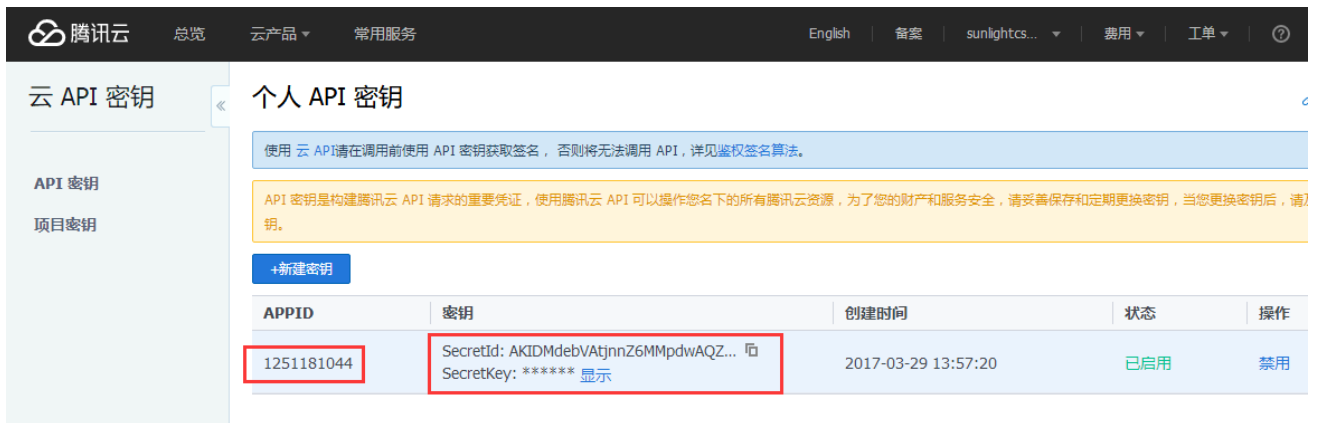 腾讯云 总览 云产品 常用服务 English 备案 sunlightcs... 费用 工单
云 API 密钥
API 密钥
项目密钥
个人 API 密钥
使用 云 API请在调用前使用 API 密钥获取签名，否则将无法调用 API，详见鉴权签名算法。
API 密钥是构建腾讯云 API 请求的重要凭证，使用腾讯云 API 可以操作您名下的所有腾讯云资源，为了您的财产和服务安全，请妥善保存和定期更换密钥，当您更换密钥后，请
钥。
+新建密钥
APPID 密钥 创建时间 状态 操作
1251181044 SecretId: AKIDMdebVAtjnnZ6MMpdwAQZ... 2017-03-29 13:57:20 已启用 禁用
SecretKey: ****** 显示